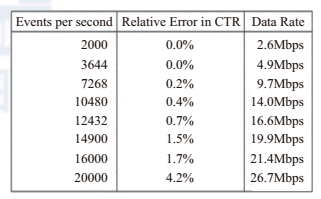 Events per second Relative Error in CTR Data Rate
2000 0.0% 2.6Mbps
3644 0.0% 4.9Mbps
7268 0.2% 9.7Mbps
10480 0.4% 14.0Mbps
12432 0.7% 16.6Mbps
14900 1.5% 19.9Mbps
16000 1.7% 21.4Mbps
20000 4.2% 26.7Mbps